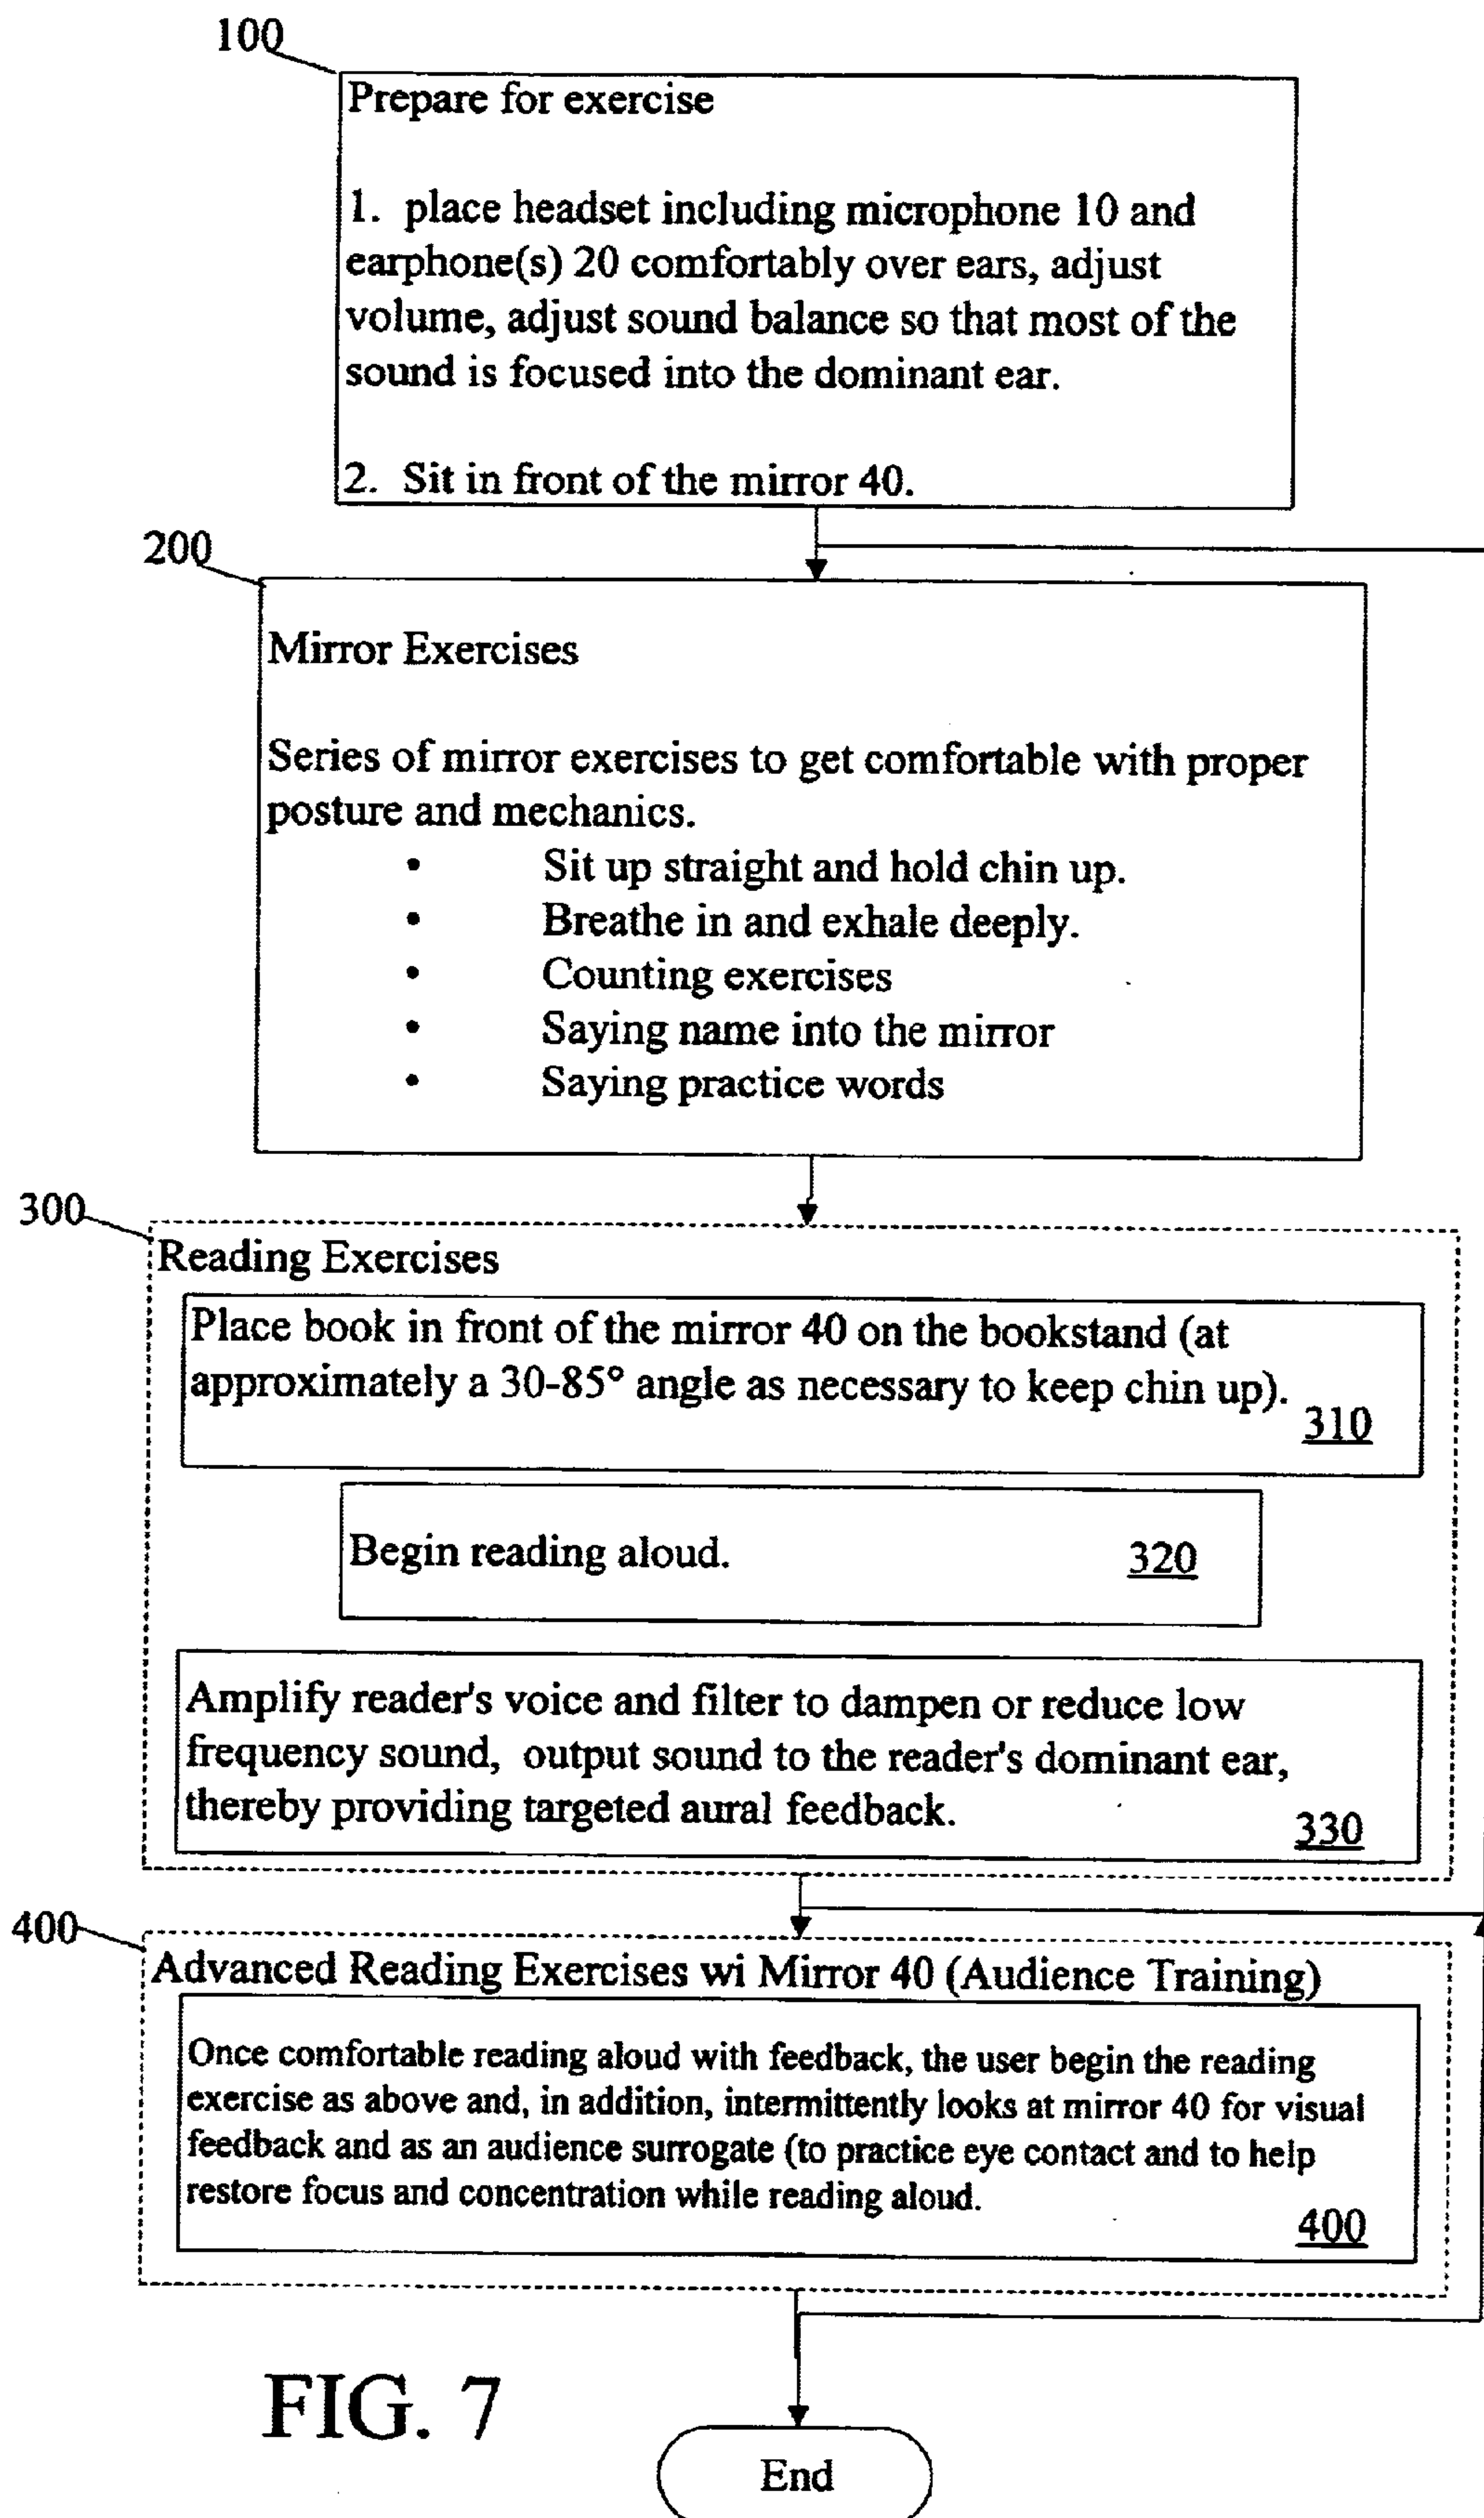 100
Prepare for exercise
1. place headset including microphone 10 and
earphone(s) 20 comfortably over ears, adjust
volume, adjust sound balance so that most of the
sound is focused into the dominant ear.
2. Sit in front of the mirror 40.
200
Mirror Exercises
Series of mirror exercises to get comfortable with proper
posture and mechanics.
• Sit up straight and hold chin up.
• Breathe in and exhale deeply.
• Counting exercises
• Saying name into the mirror
• Saying practice words
300
Reading Exercises
Place book in front of the mirror 40 on the bookstand (at
approximately a 30-85° angle as necessary to keep chin up).
310
Begin reading aloud. 320
Amplify reader's voice and filter to dampen or reduce low
frequency sound, output sound to the reader's dominant ear,
thereby providing targeted aural feedback.
330
400
Advanced Reading Exercises wi Mirror 40 (Audience Training)
Once comfortable reading aloud with feedback, the user begin the reading
exercise as above and, in addition, intermittently looks at mirror 40 for visual
feedback and as an audience surrogate (to practice eye contact and to help
restore focus and concentration while reading aloud.
400
FIG. 7
End